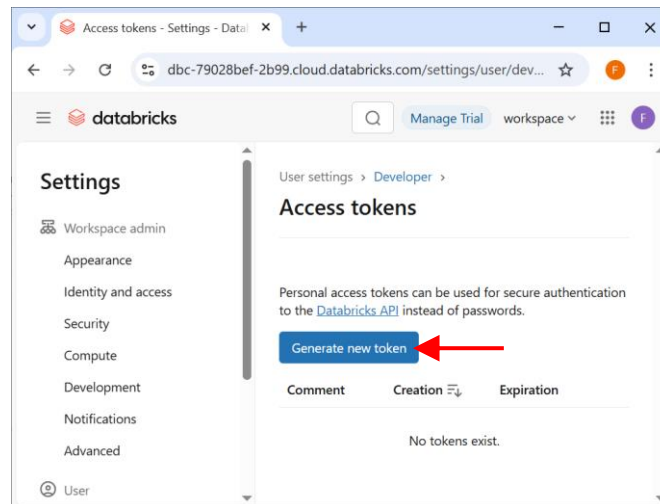 Access tokens - Settings - Data
dbc-79028bef-2b99.cloud.databricks.com/settings/user/dev...
F
databricks
Manage Trial
workspace
F
Settings
Workspace admin
Appearance
Identity and access
Security
Compute
Development
Notifications
Advanced
User
User settings > Developer >
Access tokens
Personal access tokens can be used for secure authentication
to the Databricks API instead of passwords.
Generate new token
Comment Creation Expiration
No tokens exist.